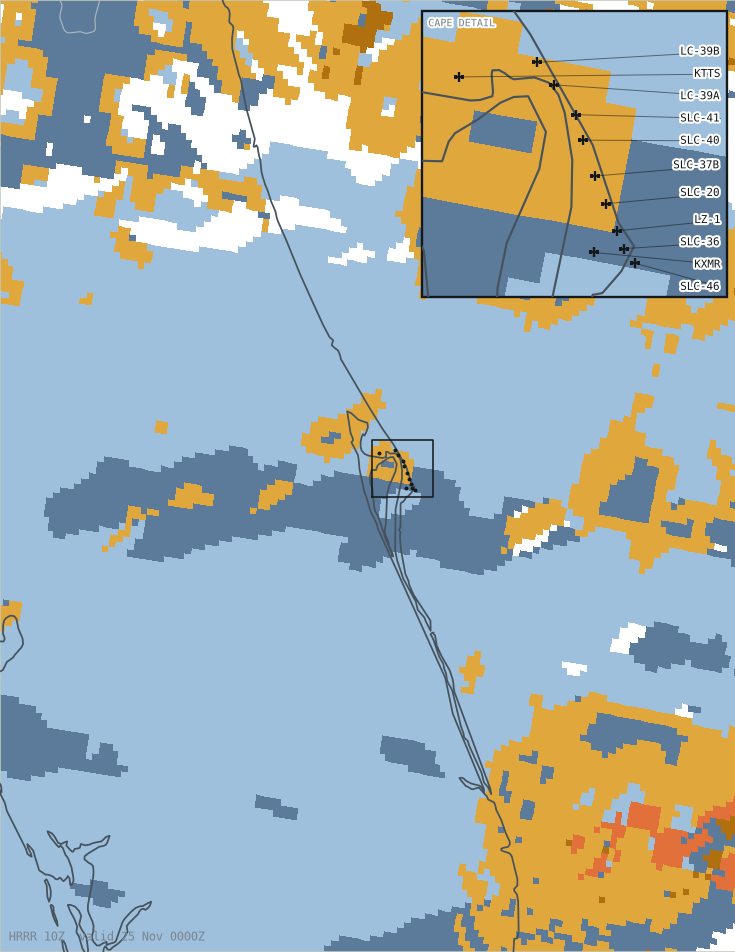 CAPE DETAIL
LC-39B
KTTS
LC-39A
SLC-41
SLC-40
SLC-37B
SLC-20
LZ-1
SLC-36
KXMR
SLC-46
HRRR 10Z valid 25 Nov 0000Z